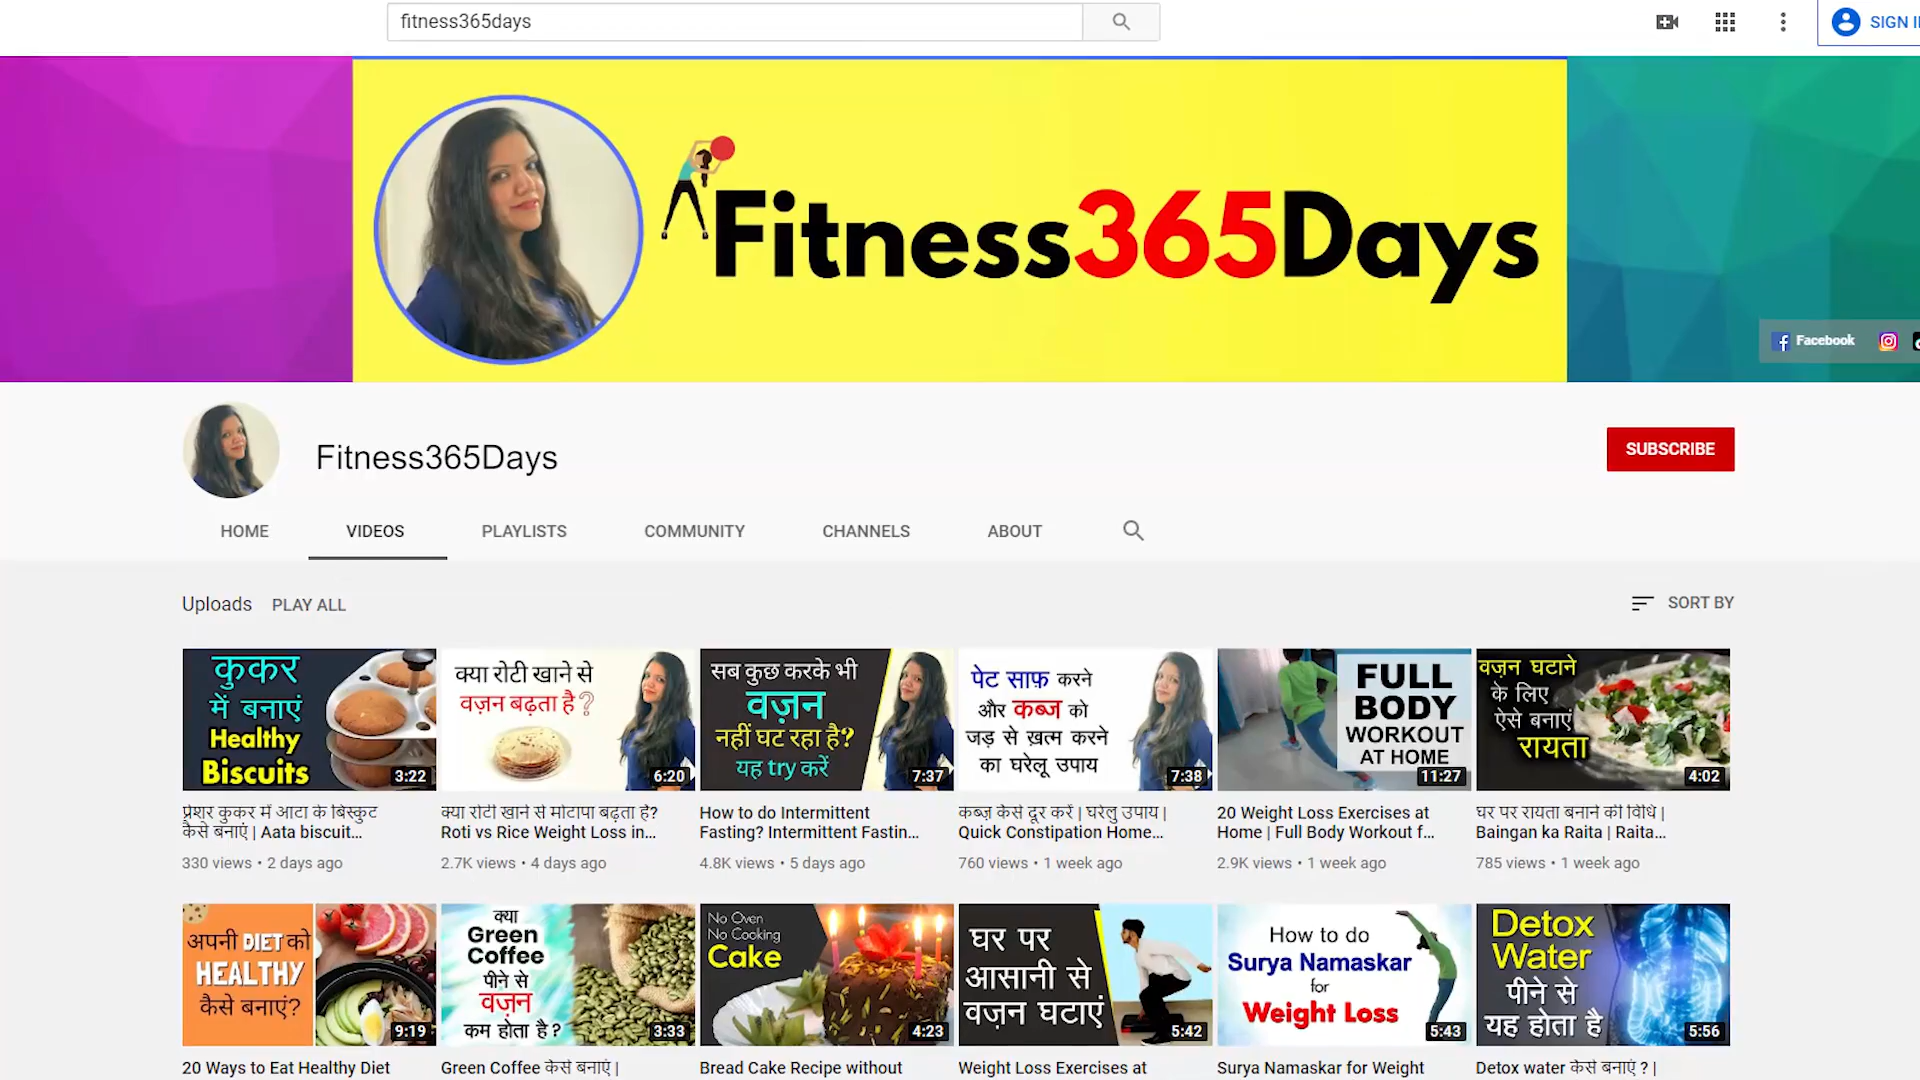 fitness365days
SIGN I
Fitness365Days
Facebook
Fitness365Days
SUBSCRIBE
HOME VIDEOS PLAYLISTS COMMUNITY CHANNELS ABOUT
Uploads PLAY ALL
SORT BY
कुकर
में बनाएं
Healthy
Biscuits
3:22
क्या रोटी खाने से
वज़न बढ़ता है?
6:20
सब कुछ करके भी
वज़न
नहीं घट रहा है?
यह try करें
7:37
पेट साफ़ करने
और कब्ज को
जड़ से ख़त्म करने
का घरेलू उपाय
7:38
FULL
BODY
WORKOUT
AT HOME
11:27
वज़न घटाने
के लिए
ऐसे बनाएं
रायता
4:02
प्रेशर कुकर में आटा के बिस्कुट
कैसे बनाएं | Aata biscuit...
330 views • 2 days ago
क्या रोटी खाने से मोटापा बढ़ता है?
Roti vs Rice Weight Loss in...
2.7K views • 4 days ago
How to do Intermittent
Fasting? Intermittent Fastin...
4.8K views • 5 days ago
कब्ज़ कैसे दूर करें | घरेलु उपाय |
Quick Constipation Home...
760 views • 1 week ago
20 Weight Loss Exercises at
Home | Full Body Workout f...
2.9K views • 1 week ago
घर पर रायता बनाने की विधि |
Baingan ka Raita | Raita...
785 views • 1 week ago
अपनी DIET को
HEALTHY
कैसे बनाएं?
9:19
क्या
Green
Coffee
पीने से
वज़न
कम होता है?
3:33
No Oven
No Cooking
Cake
4:23
घर पर
आसानी से
वज़न घटाएं
5:42
How to do
Surya Namaskar
for
Weight Loss
5:43
Detox
Water
पीने से
यह होता है
5:56
20 Ways to Eat Healthy Diet
Green Coffee कैसे बनाएं |
Bread Cake Recipe without
Weight Loss Exercises at
Surya Namaskar for Weight
Detox water कैसे बनाएं ? |